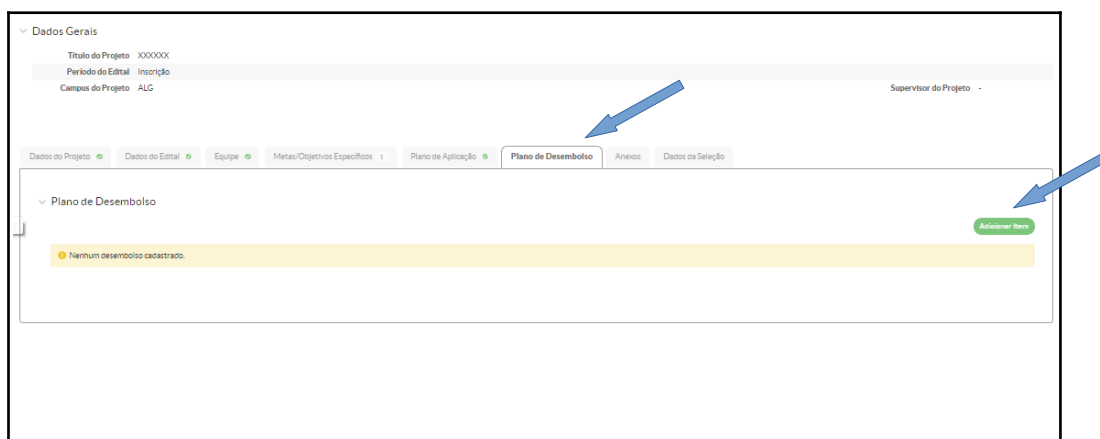 Dados Gerais
Título do Projeto XXXXXX
Período do Edital Inscrição
Campus do Projeto ALG Supervisor do Projeto -
Dados do Projeto Dados do Edital Equipe Metas/Objetivos Específicos 1 Plano de Aplicação Plano de Desembolso Anexos Dados da Seleção
Plano de Desembolso
Adicionar Item
Nenhum desembolso cadastrado.